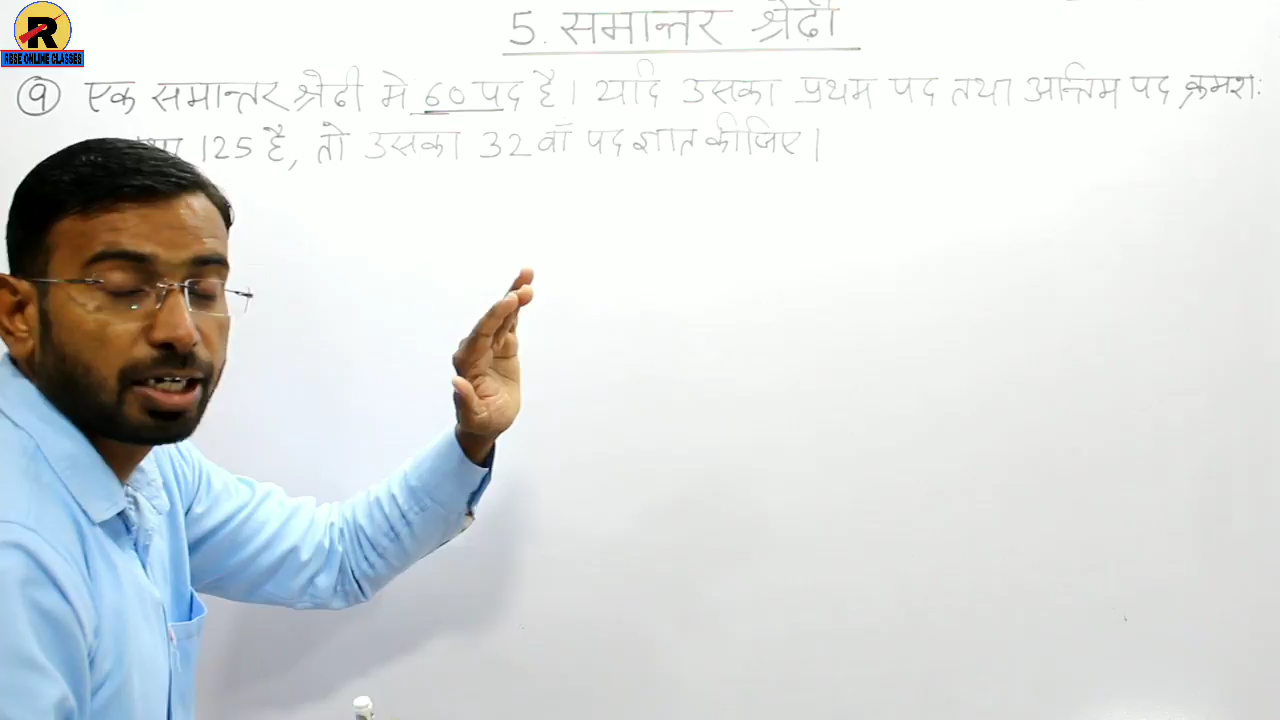 R
RBSE ONLINE CLASSES
5. समान्तर श्रेढ़ी
9 एक समान्तर श्रेढी मे 60 पद है। यदि उसका प्रथम पद तथा अन्तिम पद क्रमशः
125 है, तो उसका 32 वाँ पद ज्ञात कीजिए।